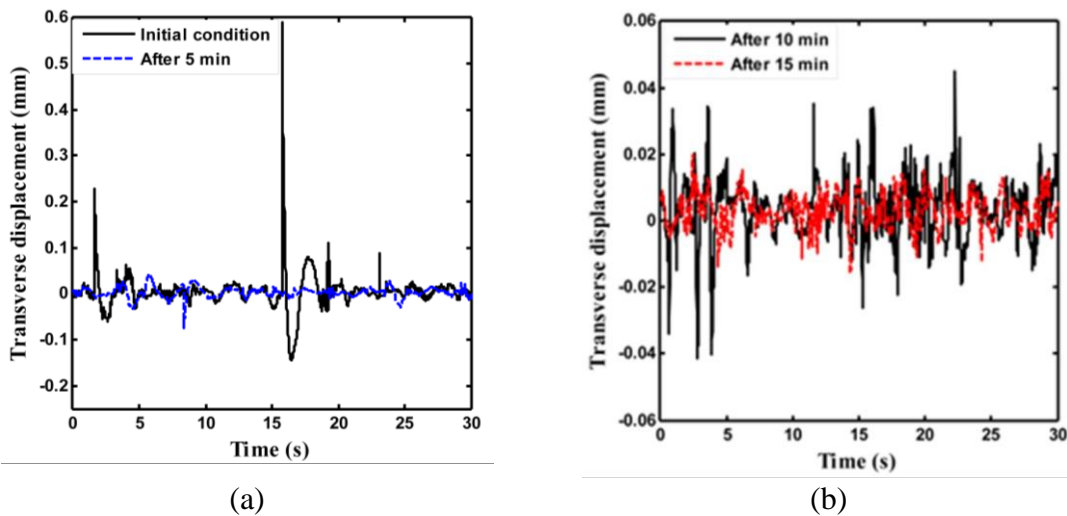 0.6
0.5
0.4
0.3
0.2
0.1
0
-0.1
-0.2
Transverse displacement (mm)
Initial condition
After 5 min
0 5 10 15 20 25 30
Time (s)
(a)
0.06
0.04
0.02
0
-0.02
-0.04
-0.06
Transverse displacement (mm)
After 10 min
After 15 min
0 5 10 15 20 25 30
Time (s)
(b)